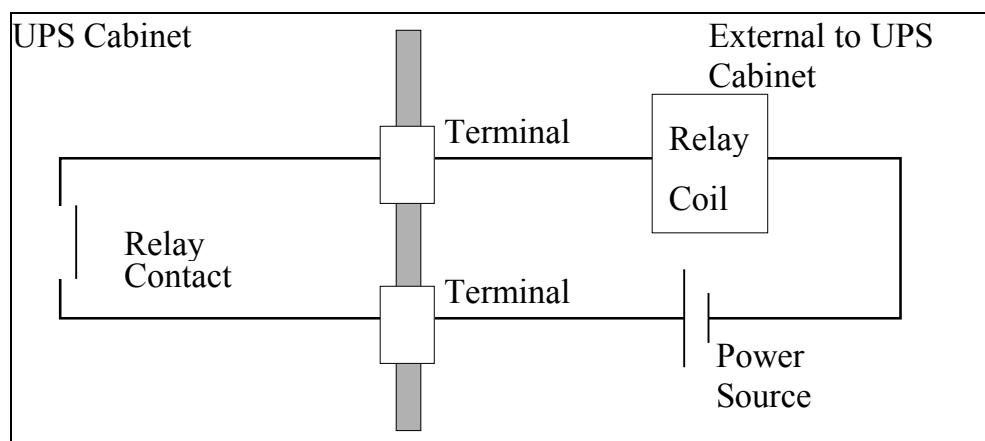 UPS Cabinet
External to UPS
Cabinet
Terminal
Relay
Coil
Relay
Contact
Terminal
Power
Source